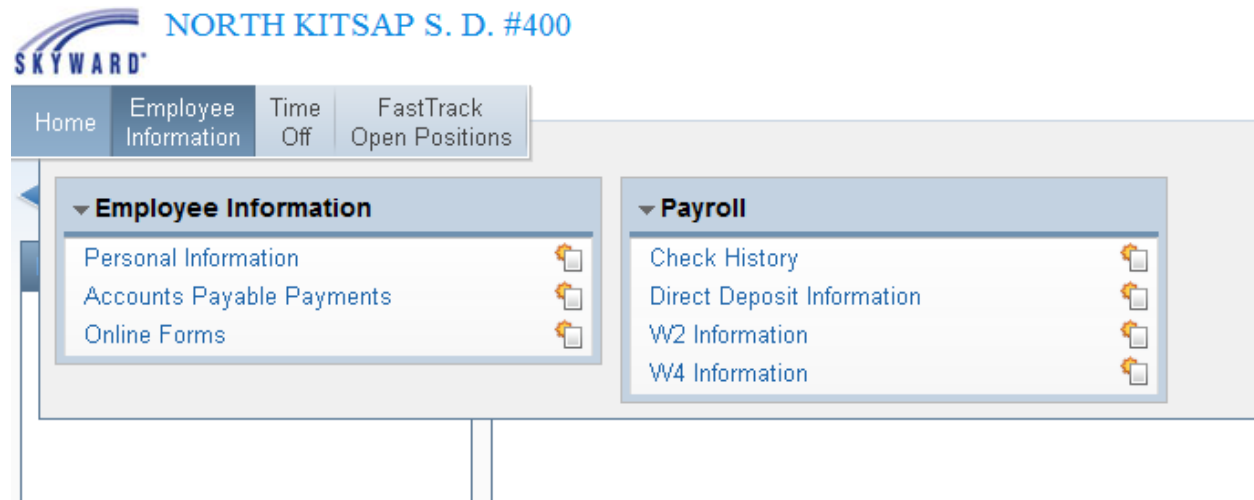 NORTH KITSAP S. D. #400
SKYWARD
Home
Employee
Information
Time
Off
FastTrack
Open Positions
Employee Information
Personal Information
Accounts Payable Payments
Online Forms
Payroll
Check History
Direct Deposit Information
W2 Information
W4 Information